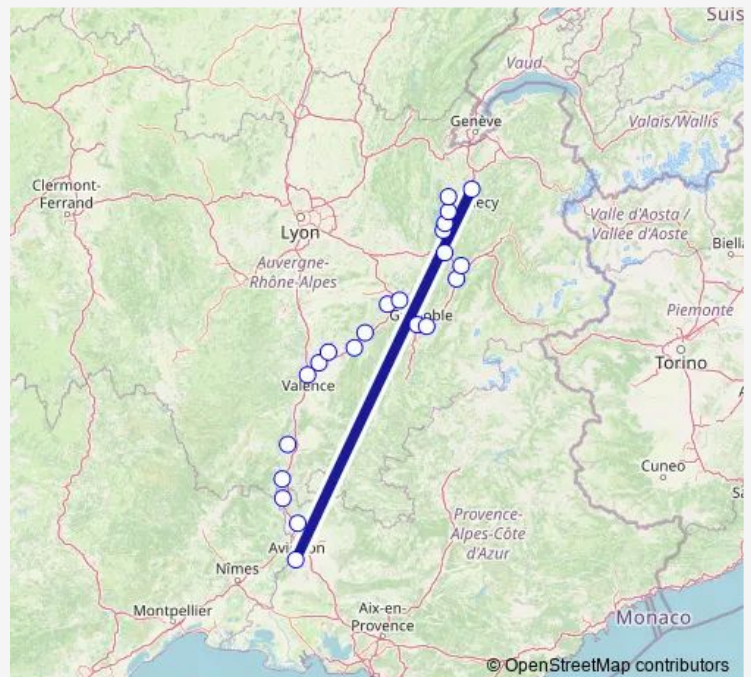 Suis
Vaud
Genève
Valais/Wallis
Clermont-
Ferrand
ecy
Lyon
Valle d'Aosta /
Vallée d'Aoste
Biell
Auvergne-
Rhône-Alpes
G
oble
Piemonte
Torino
Valence
A
Cuneo
Sa
Provence-
Alpes-Côte
d'Azur
Avi
on
Nîmes
Montpellier
Aix-en-
Provence
Monaco
© OpenStreetMap contributors